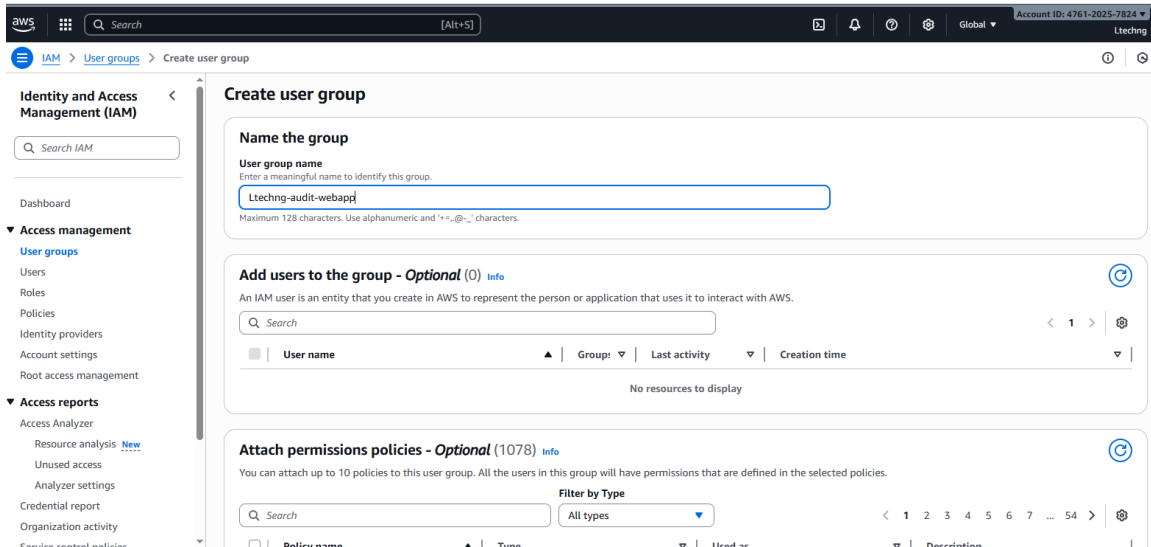 aws Search [Alt+S] Global ▼ Account ID: 4761-2025-7824 ▼
Ltechng
IAM > User groups > Create user group
Identity and Access Management (IAM)
Search IAM
Dashboard
▼ Access management
User groups
Users
Roles
Policies
Identity providers
Account settings
Root access management
▼ Access reports
Access Analyzer
Resource analysis New
Unused access
Analyzer settings
Credential report
Organization activity
Service control policies
Create user group
Name the group
User group name
Enter a meaningful name to identify this group.
Ltechng-audit-webapp
Maximum 128 characters. Use alphanumeric and '+=,.@-_' characters.
Add users to the group - Optional (0) Info
An IAM user is an entity that you create in AWS to represent the person or application that uses it to interact with AWS.
Search < 1 >
User name ▲ Groups ▽ Last activity ▽ Creation time ▽
No resources to display
Attach permissions policies - Optional (1078) Info
You can attach up to 10 policies to this user group. All the users in this group will have permissions that are defined in the selected policies.
Filter by Type
Search All types ▼ < 1 2 3 4 5 6 7 ... 54 >
Policy name ▲ Type ▽ Used as ▽ Description